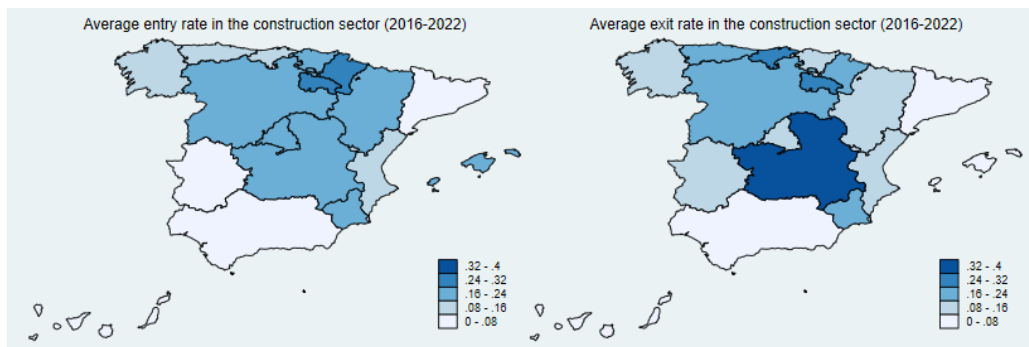 Average entry rate in the construction sector (2016-2022)
.32 - .4
.24 - .32
.16 - .24
.08 - .16
0 - .08
Average exit rate in the construction sector (2016-2022)
.32 - .4
.24 - .32
.16 - .24
.08 - .16
0 - .08